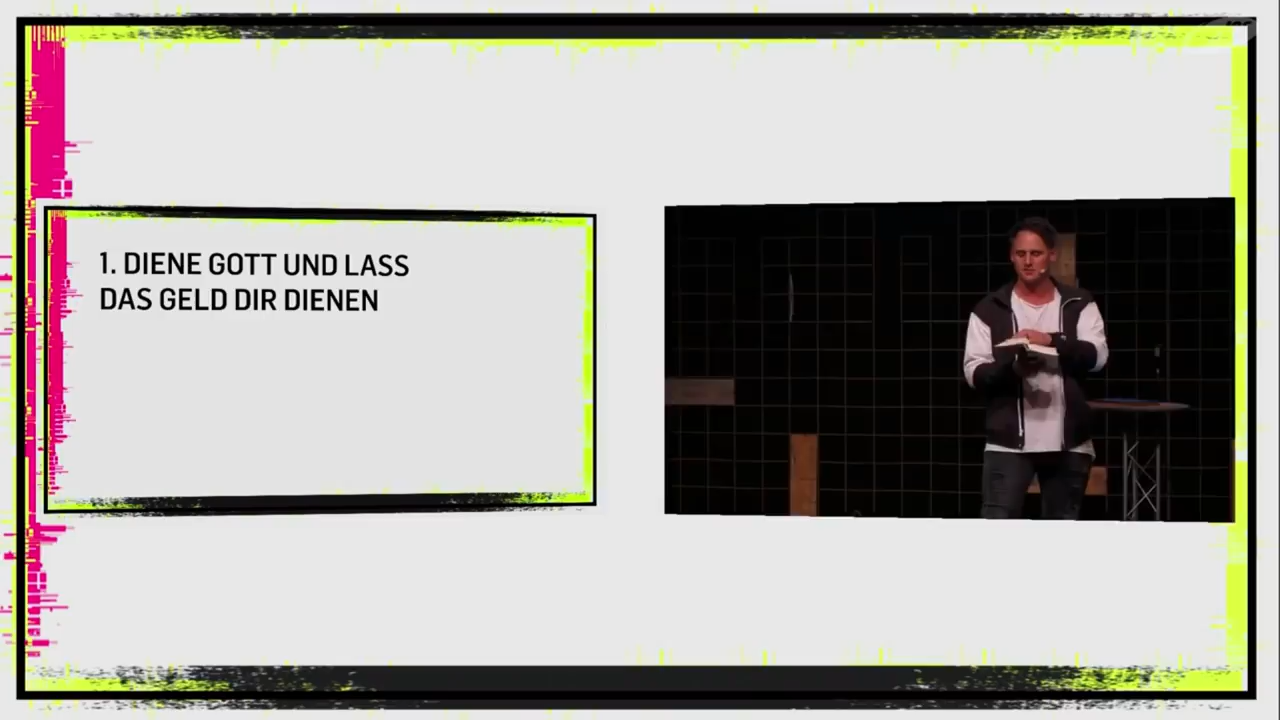 1. DIENE GOTT UND LASS
DAS GELD DIR DIENEN